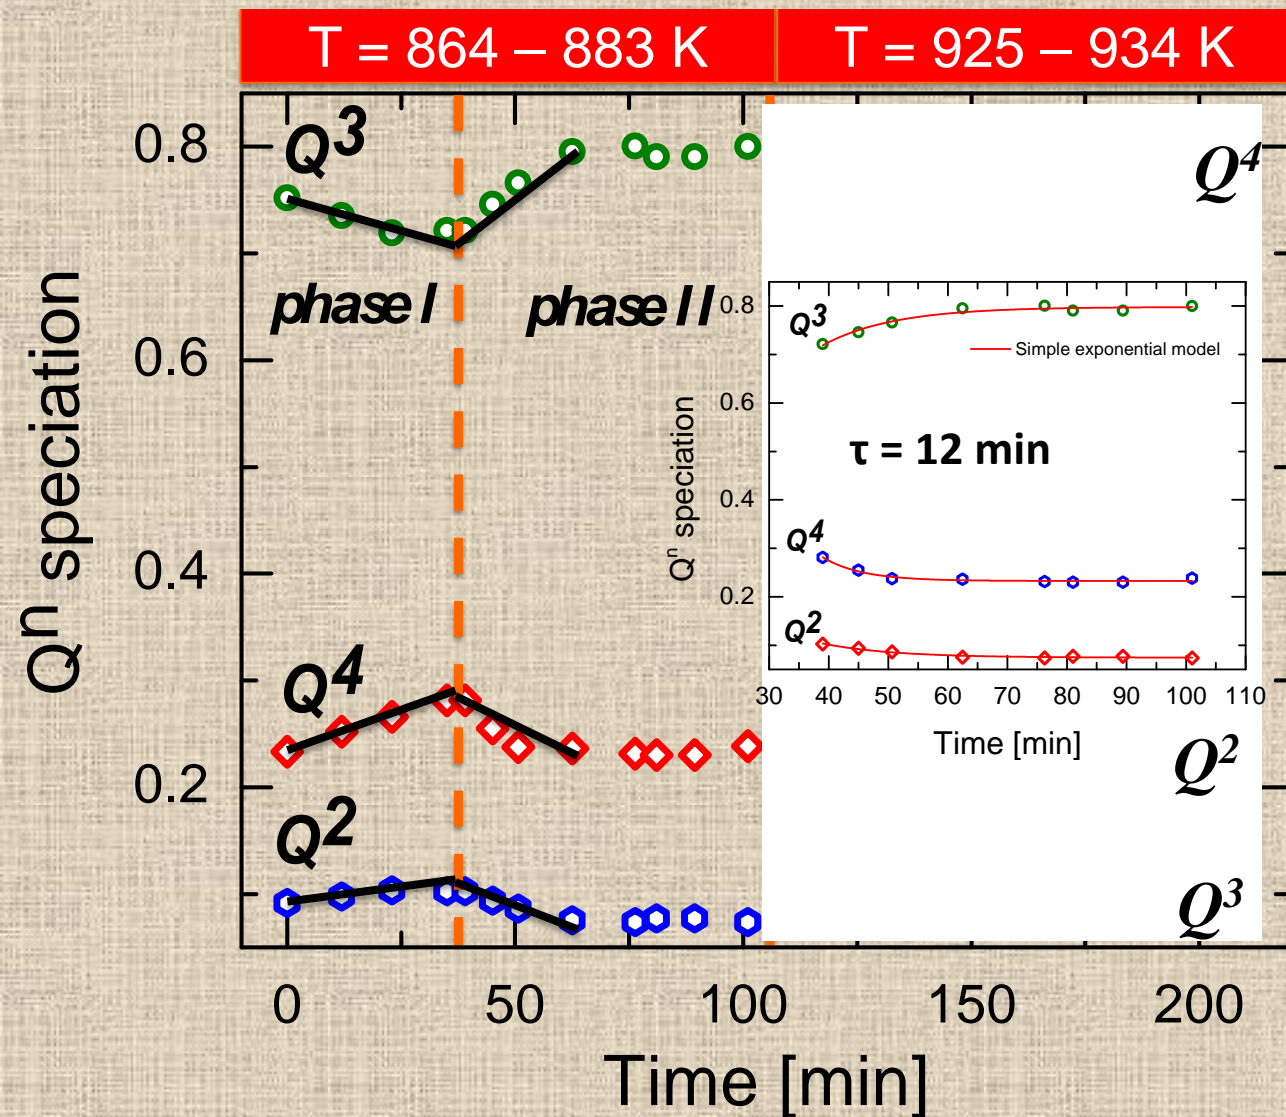 T = 864 – 883 K
T = 925 – 934 K
Q3
Q4
0.8
phase I
phase II
0.8
Q3
Simple exponential model
0.6
Qn speciation
0.6
τ = 12 min
Qn speciation
0.4
0.4
Q4
0.2
Q2
Q4
30 40 50 60 70 80 90 100 110
Time [min]
Q2
0.2
Q2
Q3
0 50 100 150 200
Time [min]